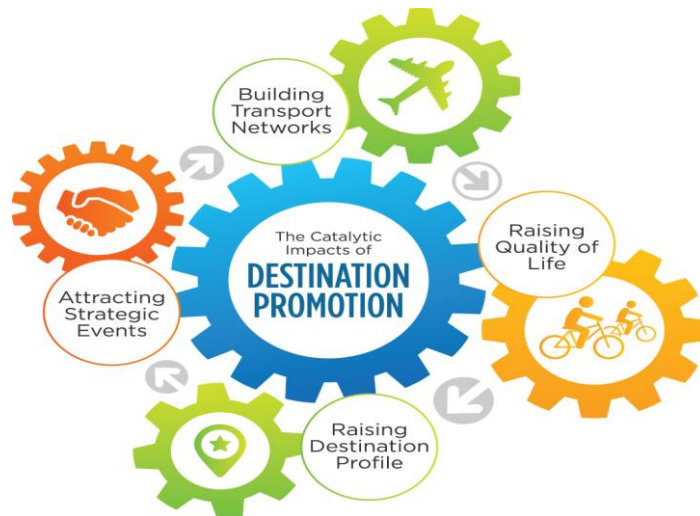 Building
Transport
Networks
Raising
Quality of
Life
The Catalytic
Impacts of
DESTINATION
PROMOTION
Attracting
Strategic
Events
Raising
Destination
Profile